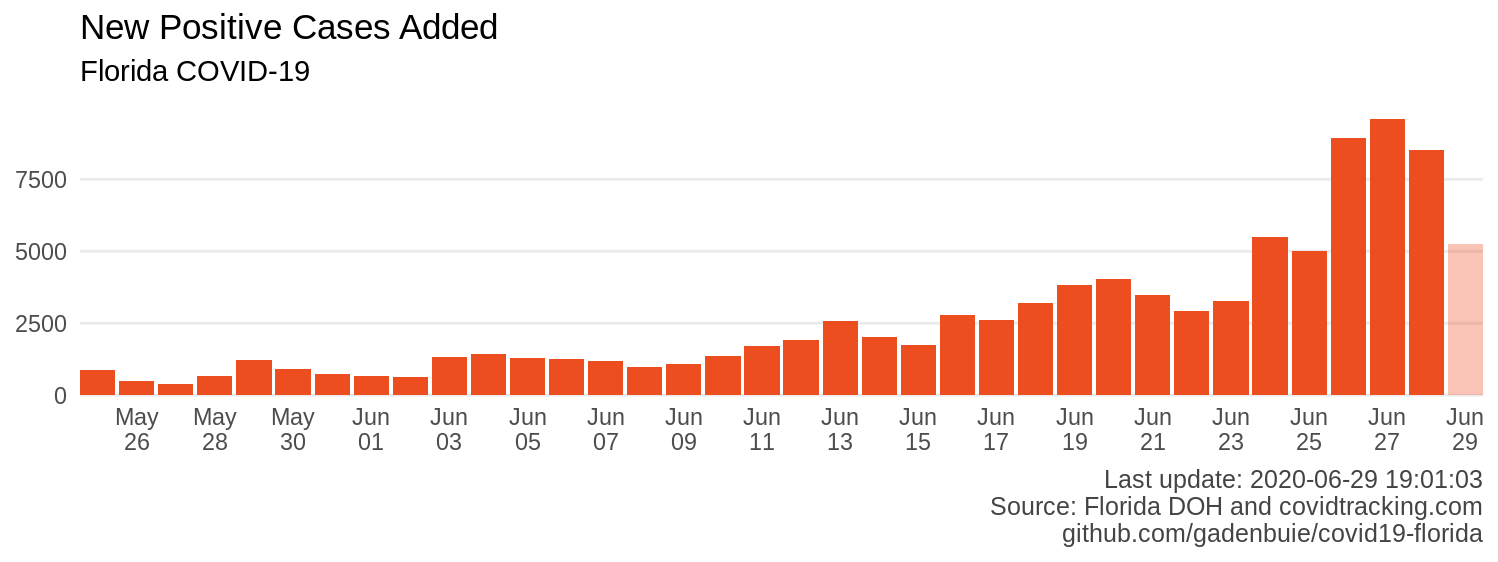 New Positive Cases Added
Florida COVID-19
7500
5000
2500
0
May May May Jun Jun Jun Jun Jun Jun Jun Jun Jun Jun Jun Jun Jun Jun Jun
26 28 30 01 03 05 07 09 11 13 15 17 19 21 23 25 27 29
Last update: 2020-06-29 19:01:03
Source: Florida DOH and covidtracking.com
github.com/gadenbuie/covid19-florida